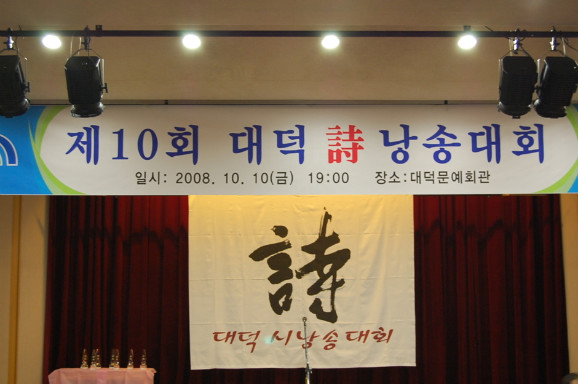 제10회 대덕 詩 낭송대회
일시: 2008. 10. 10(금) 19:00 장소:대덕문예회관
詩
대덕 시낭송대회